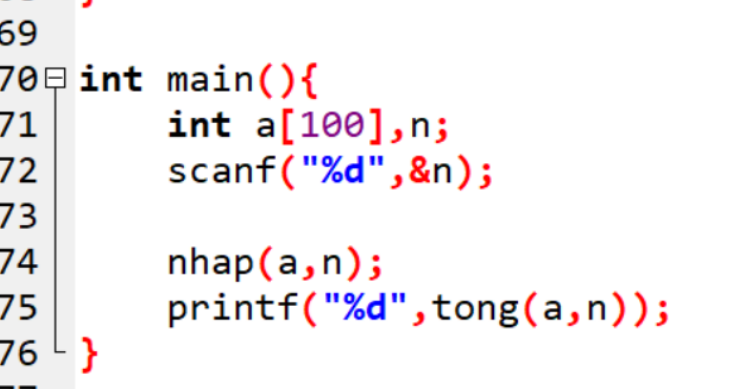 69
70 int main(){
71 int a[100],n;
72 scanf("%d",&n);
73
74 nhap(a,n);
75 printf("%d",tong(a,n));
76 }